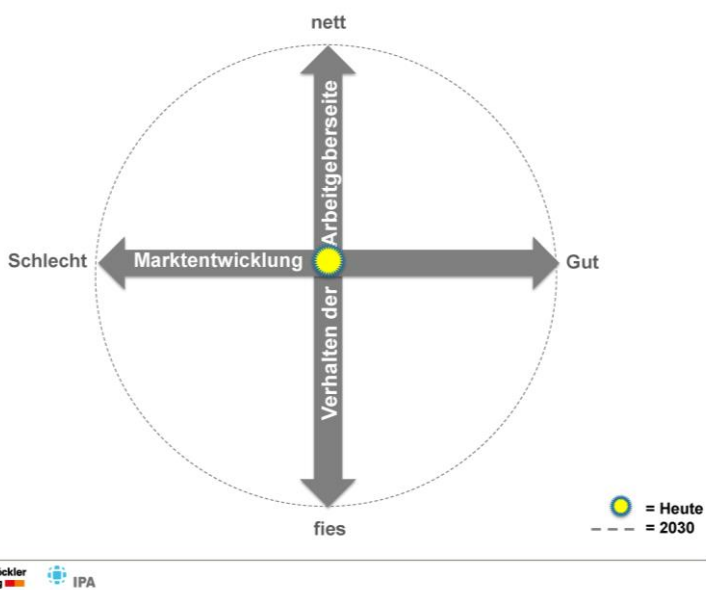 nett
Verhalten der Arbeitgeberseite
Schlecht
Marktentwicklung
Gut
fies
= Heute
= 2030
IPA